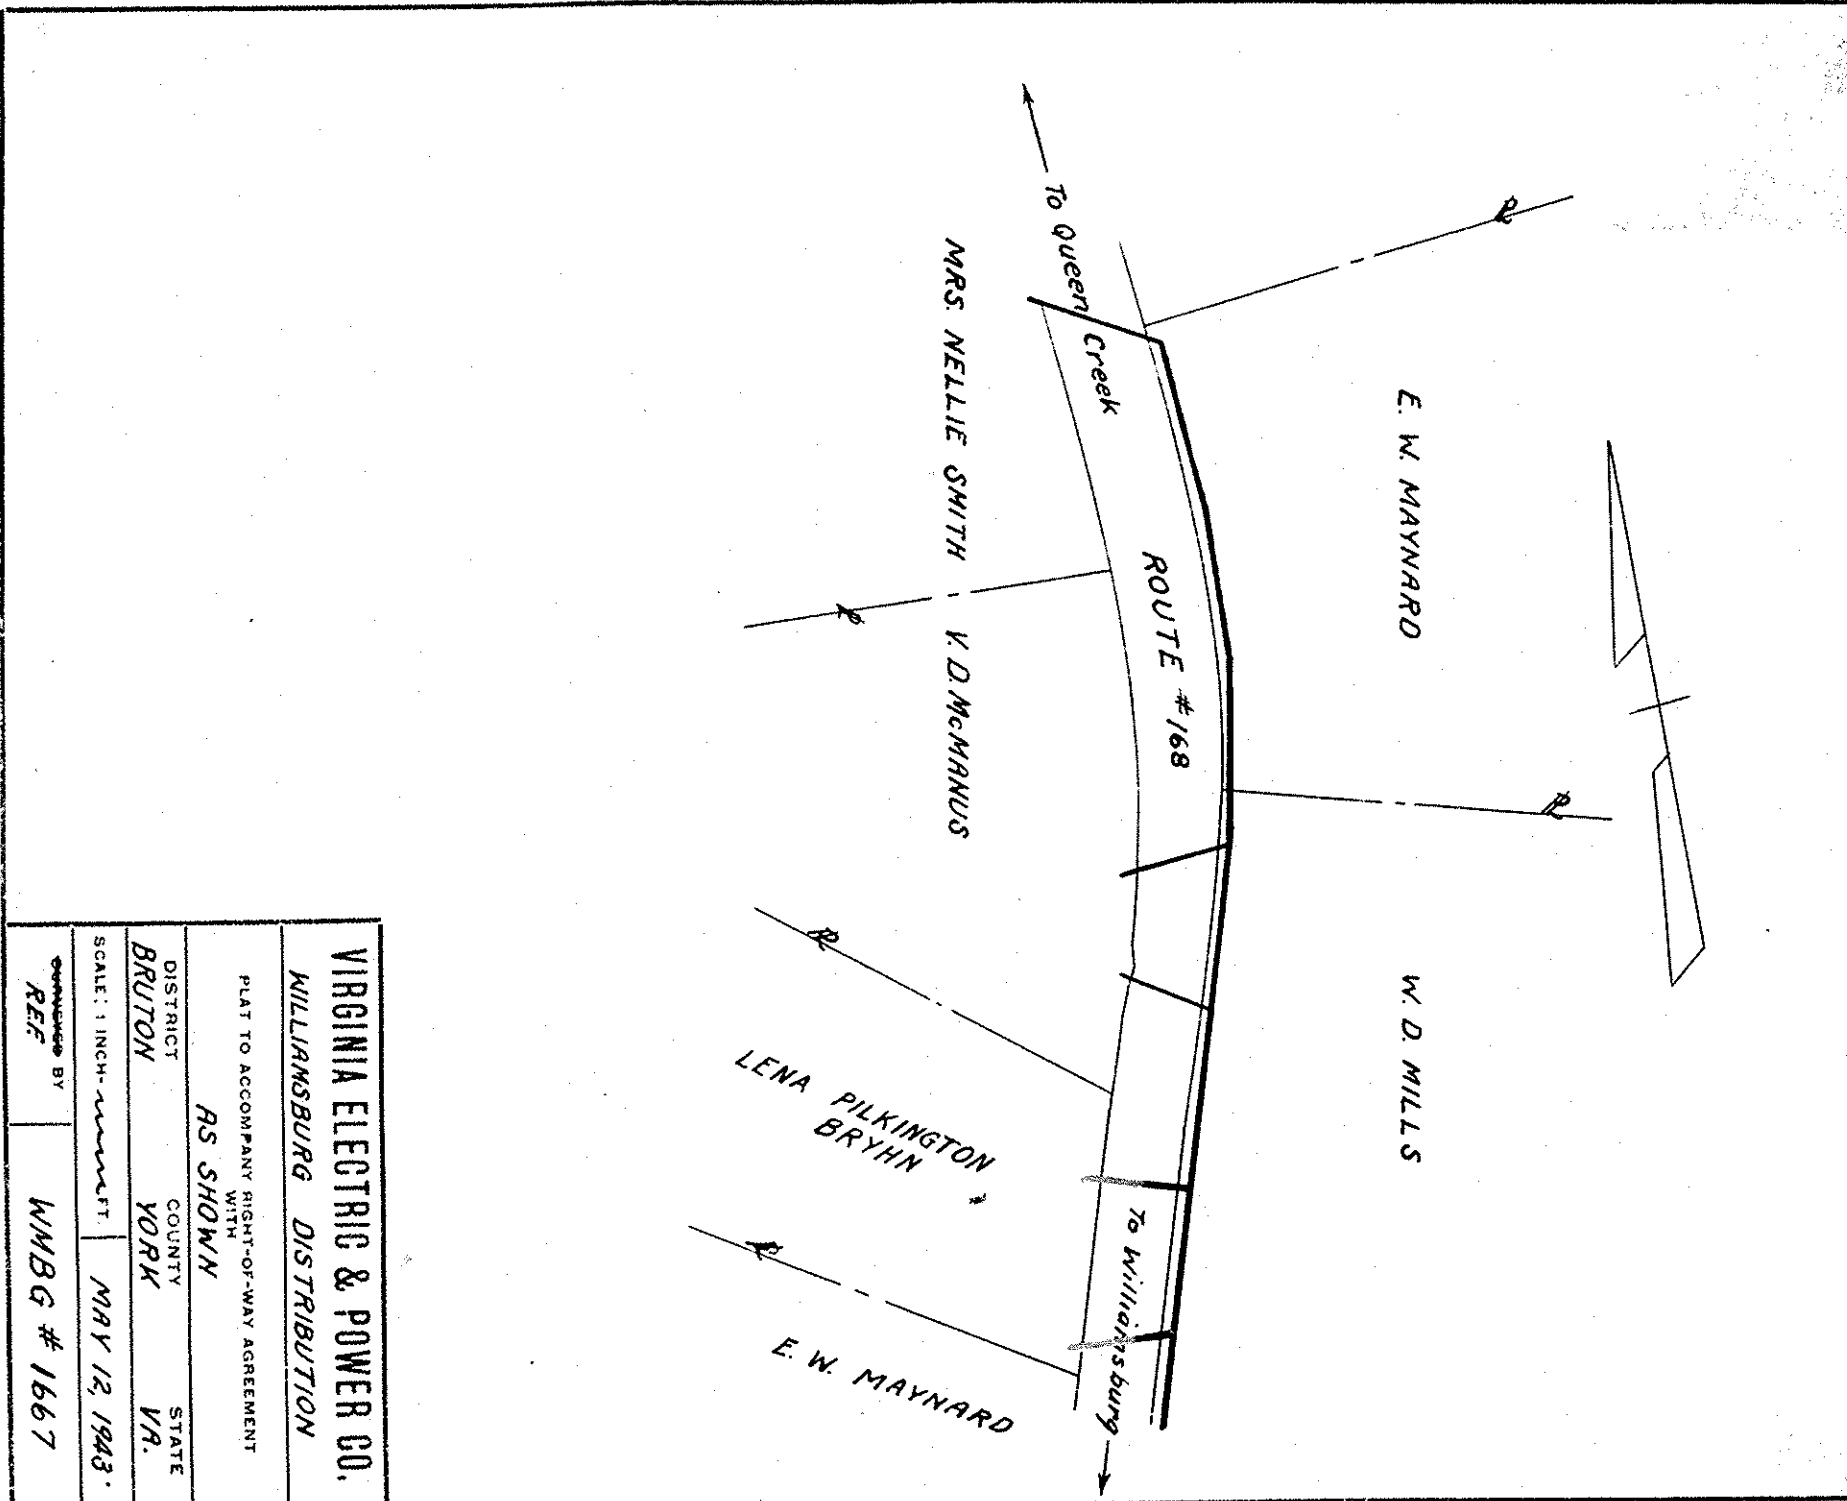 E. W. MAYNARD
W. D. MILLS
To Queen Creek
ROUTE #168
To Williamsburg
MRS. NELLIE SMITH
V. D. McMANUS
LENA PILKINGTON
BRYHN
E. W. MAYNARD
VIRGINIA ELECTRIC & POWER CO.
WILLIAMSBURG DISTRIBUTION
PLAT TO ACCOMPANY RIGHT-OF-WAY AGREEMENT
WITH
AS SHOWN
DISTRICT COUNTY STATE
BRUTON YORK VA.
SCALE: 1 INCH- FT. MAY 12, 1943
BY
REF. WMBG # 1667